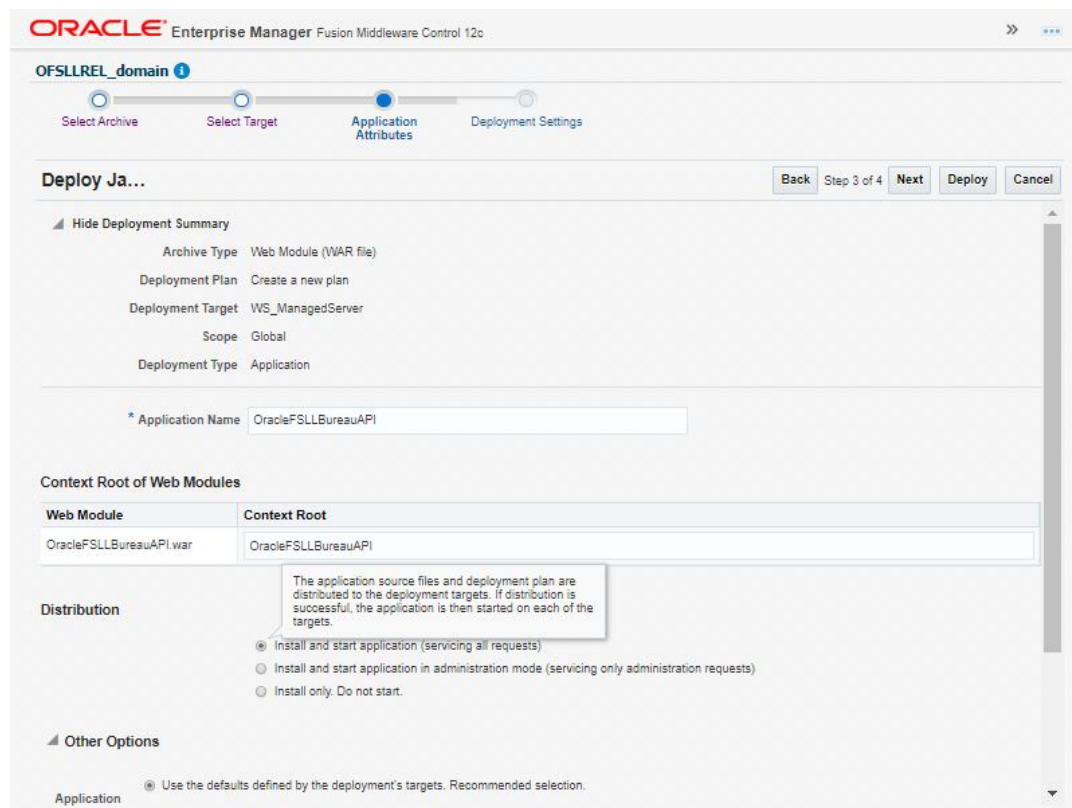 ORACLE® Enterprise Manager Fusion Middleware Control 12c
OFSLLREL_domain
Select Archive
Select Target
Application
Attributes
Deployment Settings
Deploy Ja...
Back Step 3 of 4 Next Deploy Cancel
Hide Deployment Summary
Archive Type Web Module (WAR file)
Deployment Plan Create a new plan
Deployment Target WS_ManagedServer
Scope Global
Deployment Type Application
* Application Name OracleFSLLBureauAPI
Context Root of Web Modules
Web Module Context Root
OracleFSLLBureauAPI.war OracleFSLLBureauAPI
The application source files and deployment plan are
distributed to the deployment targets. If distribution is
successful, the application is then started on each of the
targets.
Distribution
Install and start application (servicing all requests)
Install and start application in administration mode (servicing only administration requests)
Install only. Do not start.
Other Options
Use the defaults defined by the deployment's targets. Recommended selection.
Application